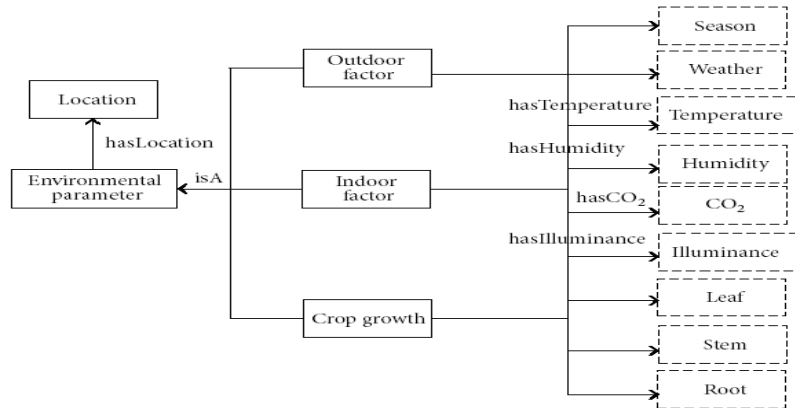 Location
hasLocation
Environmental
parameter
isA
Outdoor
factor
Indoor
factor
Crop growth
hasTemperature
hasHumidity
hasCO₂
hasIlluminance
Season
Weather
Temperature
Humidity
CO₂
Illuminance
Leaf
Stem
Root